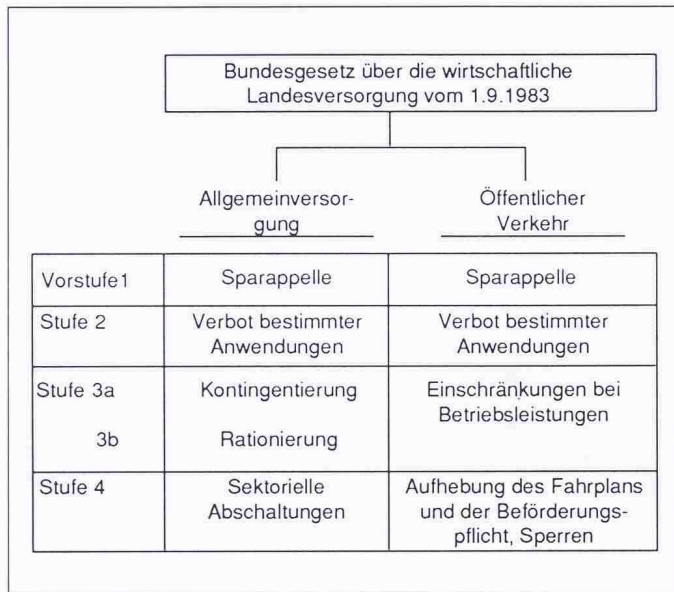 Bundesgesetz über die wirtschaftliche
Landesversorgung vom 1.9.1983
Allgemeinversor-
gung
Öffentlicher
Verkehr
Vorstufe1
Sparappelle
Sparappelle
Stufe 2
Verbot bestimmter
Anwendungen
Verbot bestimmter
Anwendungen
Stufe 3a
Kontingentierung
Einschränkungen bei
Betriebsleistungen
3b
Rationierung
Stufe 4
Sektorielle
Abschaltungen
Aufhebung des Fahrplans
und der Beförderungs-
pflicht, Sperren